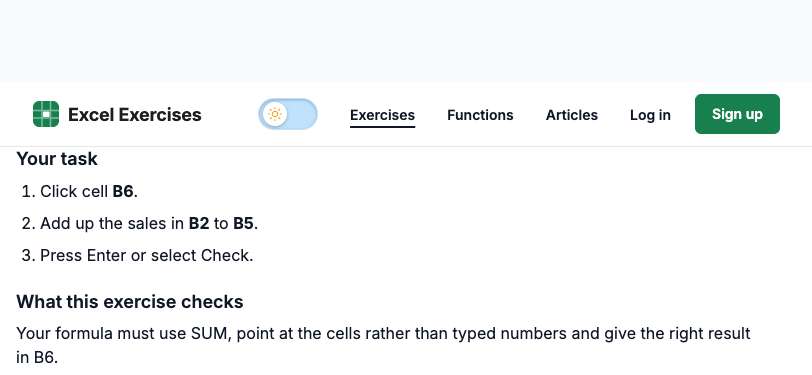 Excel Exercises
Exercises
Functions
Articles
Log in
Sign up
Your task
1. Click cell B6.
2. Add up the sales in B2 to B5.
3. Press Enter or select Check.
What this exercise checks
Your formula must use SUM, point at the cells rather than typed numbers and give the right result
in B6.